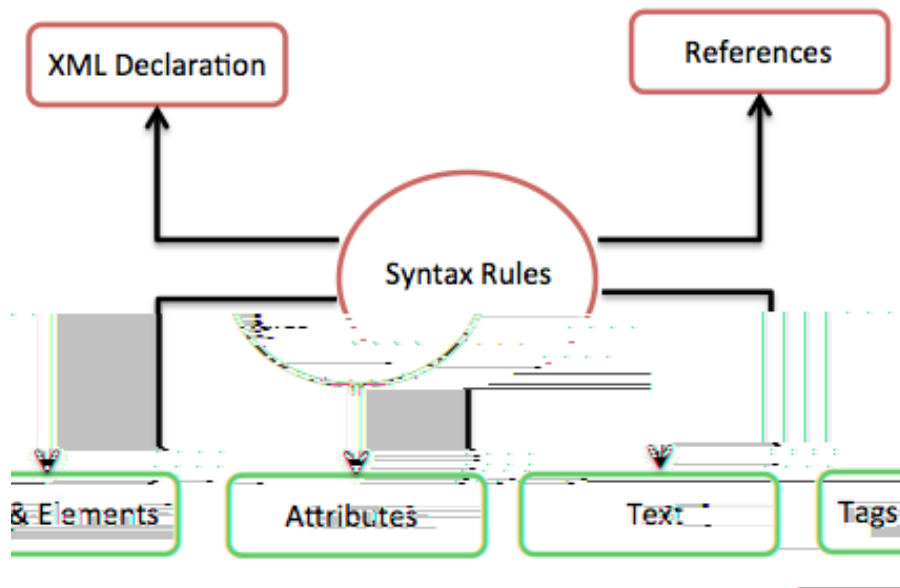 XML Declaration
References
Syntax Rules
& Elements
Attributes
Text
Tags